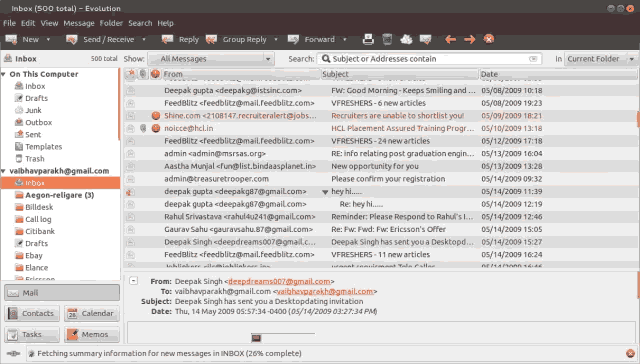 Inbox (500 total) – Evolution
File Edit View Message Folder Search Help
New Send / Receive Reply Group Reply Forward
Inbox 500 total Show: All Messages Search: Subject or Addresses contain In Current Folder
From Subject Date
On This Computer
Inbox
Drafts
Junk
Outbox
Sent
Templates
Trash
vaibhavparakh@gmail.com
Inbox
Aegon-religare (3)
Billdesk
Call log
Citibank
Drafts
Ebay
Elance
Ericsson
Mail
Contacts Calendar
Tasks Memos
Deepak gupta <deepakg@istsinc.com> FW: Good Morning - Keeps Smiling and ... 05/08/2009 10:18
FeedBlitz <feedblitz@mail.feedblitz.com> VFRESHERS - 6 new articles 05/08/2009 19:23
Shine.com <2108147.recruiteralert@jobs... Recruiters are unable to shortlist you! 05/09/2009 18:21
noicce@hcl.in HCL Placement Assured Training Progr... 05/10/2009 13:18
FeedBlitz <feedblitz@mail.feedblitz.com> VFRESHERS - 24 new articles 05/12/2009 17:18
admin <admin@msrsas.org> RE: Info relating post graduation engin... 05/13/2009 16:04
Aastha Munjal <fun@list.bindaasplanet.in> New opportunity for you 05/13/2009 13:28
admin@treasuretrooper.com Please confirm your registration 05/14/2009 09:32
deepak gupta <deepakg87@gmail.com> hey hi..... 05/14/2009 11:39
deepak gupta <deepakg87@gmail.com> Re: hey hi..... 05/14/2009 12:19
Rahul Srivastava <rahul4u241@gmail.com> Reminder: Please Respond to Rahul's I... 05/14/2009 12:46
Gaurav Sahu <gauravsahu.87@gmail.com> Re: Fw: Fwd: Fw: Ericsson's Offer 05/14/2009 15:05
Deepak Singh <deepdreams007@gmail.c... Deepak Singh has sent you a Desktopd... 05/14/2009 15:27
FeedBlitz <feedblitz@mail.feedblitz.com> VFRESHERS - 11 new articles 05/14/2009 16:24
From: Deepak Singh <deepdreams007@gmail.com>
To: vaibhavparakh@gmail.com <vaibhavparakh@gmail.com>
Subject: Deepak Singh has sent you a Desktopdating invitation
Date: Thu, 14 May 2009 05:57:34 -0400 (05/14/2009 03:27:34 PM)
Fetching summary information for new messages in INBOX (26% complete)